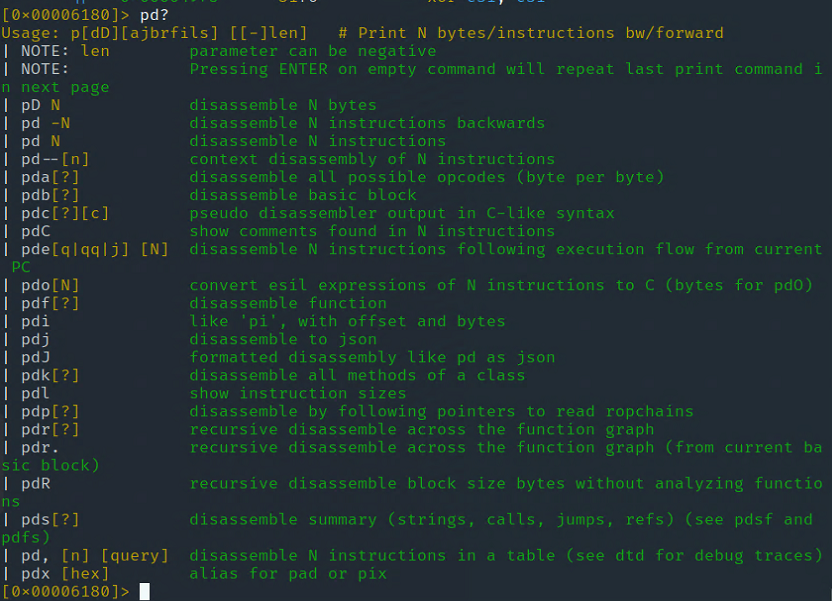 [0×00006180]> pd?
Usage: p[dD][ajbrfils] [[-]len]   # Print N bytes/instructions bw/forward
| NOTE: len        parameter can be negative
| NOTE:            Pressing ENTER on empty command will repeat last print command i
n next page
| pD N             disassemble N bytes
| pd -N            disassemble N instructions backwards
| pd N             disassemble N instructions
| pd--[n]          context disassembly of N instructions
| pda[?]           disassemble all possible opcodes (byte per byte)
| pdb[?]           disassemble basic block
| pdc[?][c]        pseudo disassembler output in C-like syntax
| pdC              show comments found in N instructions
| pde[q|qq|j] [N]  disassemble N instructions following execution flow from current
 PC
| pdo[N]           convert esil expressions of N instructions to C (bytes for pdO)
| pdf[?]           disassemble function
| pdi              like 'pi', with offset and bytes
| pdj              disassemble to json
| pdJ              formatted disassembly like pd as json
| pdk[?]           disassemble all methods of a class
| pdl              show instruction sizes
| pdp[?]           disassemble by following pointers to read ropchains
| pdr[?]           recursive disassemble across the function graph
| pdr.             recursive disassemble across the function graph (from current ba
sic block)
| pdR              recursive disassemble block size bytes without analyzing functio
ns
| pds[?]           disassemble summary (strings, calls, jumps, refs) (see pdsf and
pdfs)
| pd, [n] [query]  disassemble N instructions in a table (see dtd for debug traces)
| pdx [hex]        alias for pad or pix
[0×00006180]>